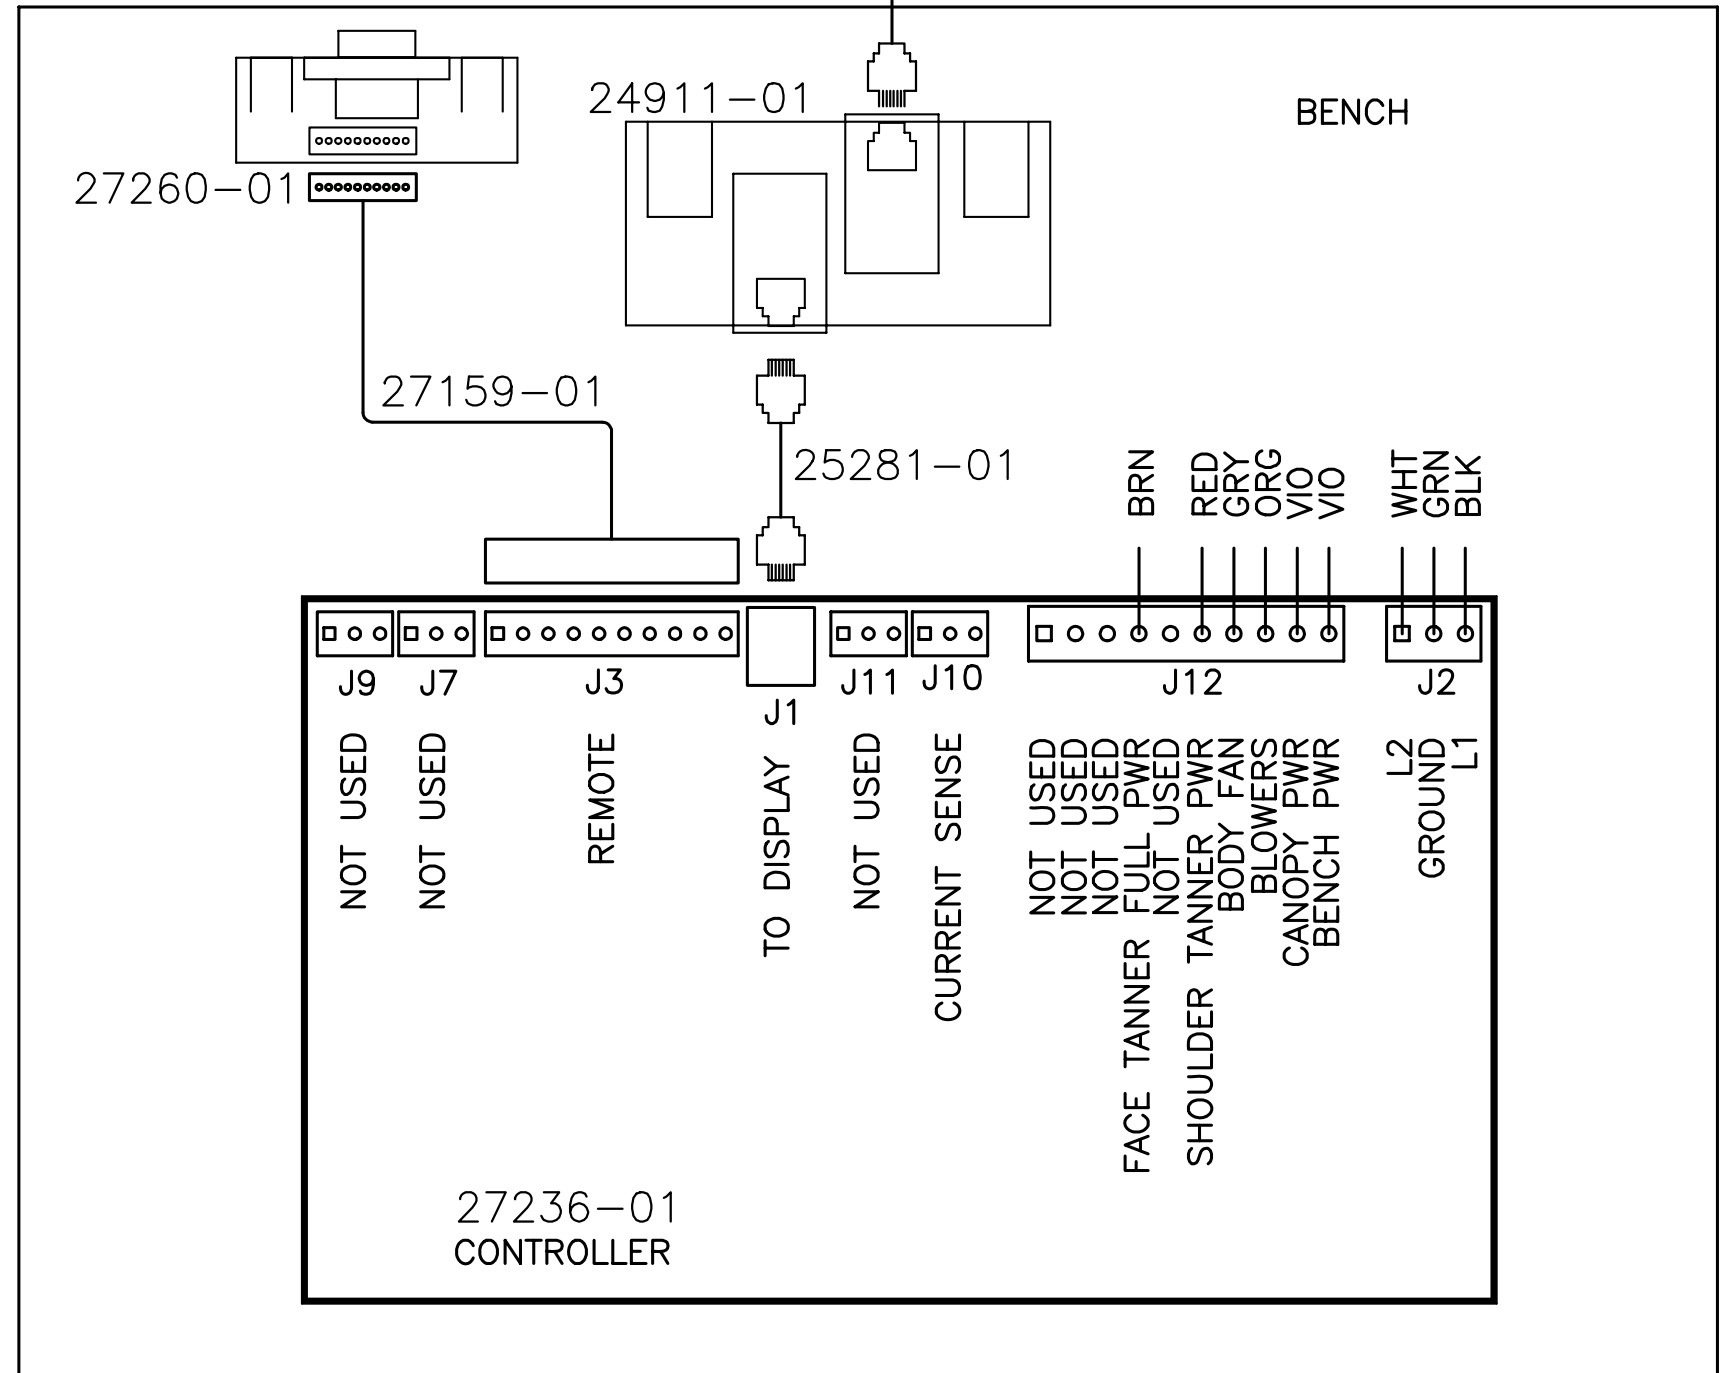 24911-01
BENCH
27260-01
27159-01
25281-01
BRN
RED
GRY
ORG
VIO
VIO
WHT
GRN
BLK
J9
J7
J3
J1
J11
J10
J12
J2
NOT USED
NOT USED
REMOTE
TO DISPLAY
NOT USED
CURRENT SENSE
NOT USED
NOT USED
NOT USED
FACE TANNER FULL PWR
NOT USED
SHOULDER TANNER PWR
BODY FAN
BLOWERS
CANOPY PWR
BENCH PWR
L2
GROUND
L1
27236-01
CONTROLLER